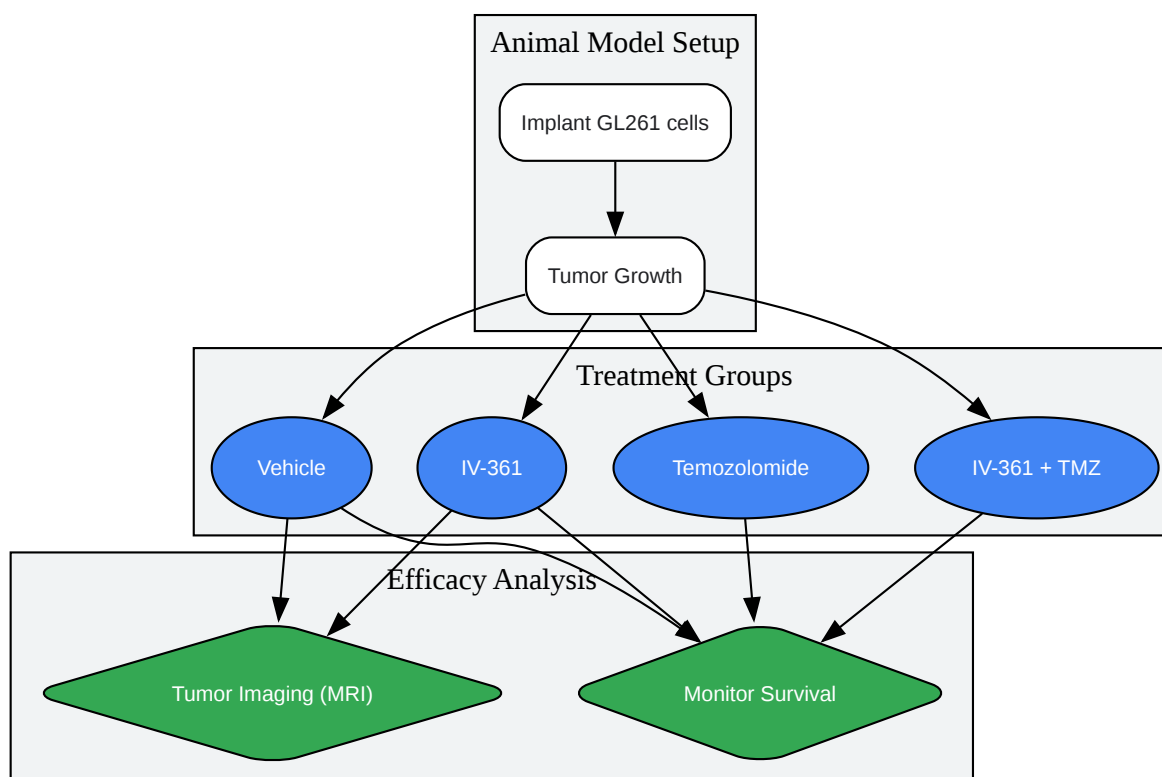 Animal Model Setup
Implant GL261 cells
Tumor Growth
Treatment Groups
Vehicle
IV-361
Temozolomide
IV-361 + TMZ
Efficacy Analysis
Tumor Imaging (MRI)
Monitor Survival